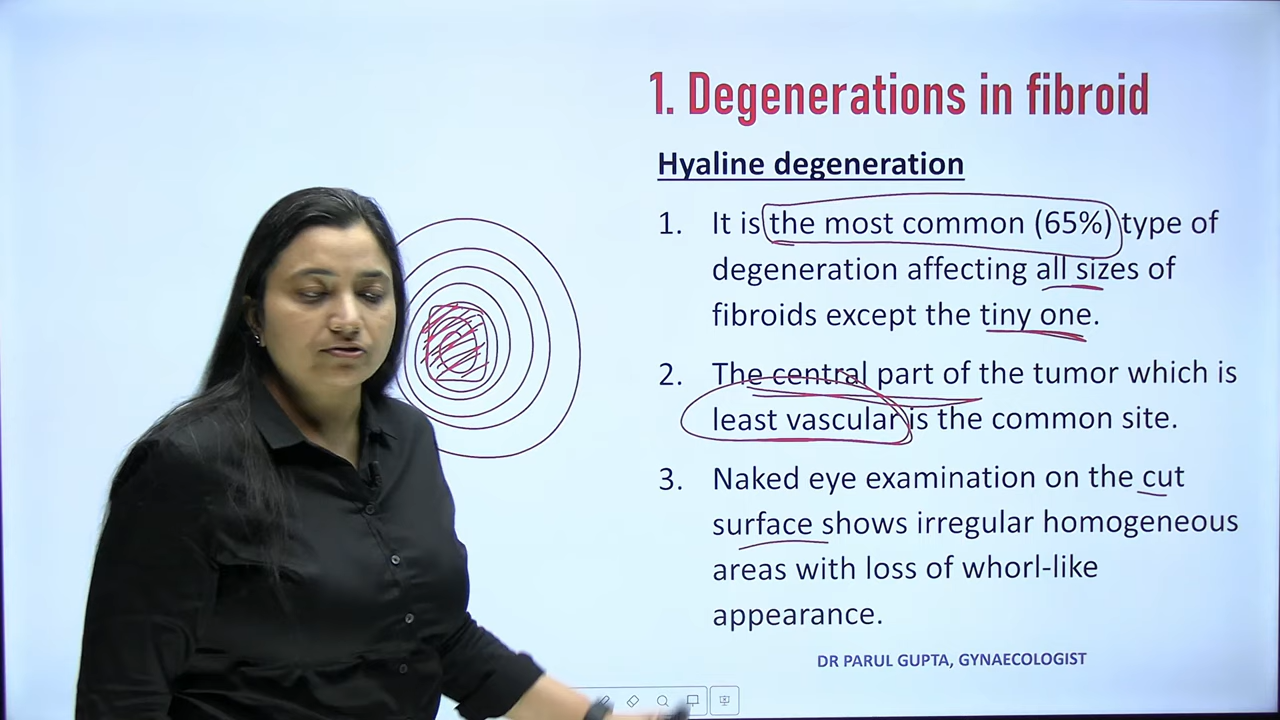 1. Degenerations in fibroid
Hyaline degeneration
1. It is the most common (65%) type of
degeneration affecting all sizes of
fibroids except the tiny one.
2. The central part of the tumor which is
least vascular is the common site.
3. Naked eye examination on the cut
surface shows irregular homogeneous
areas with loss of whorl-like
appearance.
DR PARUL GUPTA, GYNAECOLOGIST